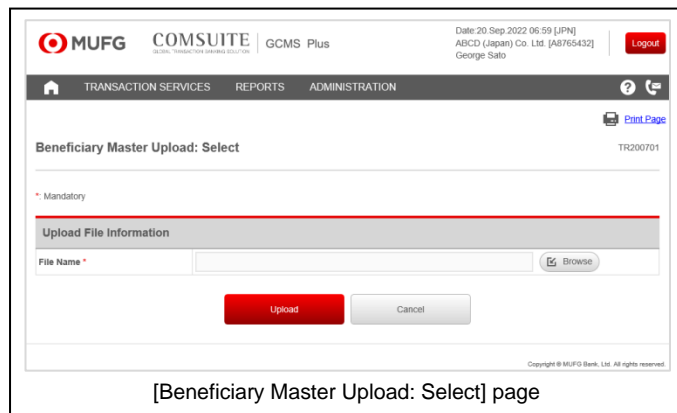 MUFG COMSUITE GCMS Plus
GLOBAL TRANSACTION BANKING SOLUTION
Date:20.Sep.2022 06:59 [JPN]
ABCD (Japan) Co. Ltd. [A8765432]
George Sato
Logout
TRANSACTION SERVICES REPORTS ADMINISTRATION ?
Print Page
Beneficiary Master Upload: Select TR200701
*: Mandatory
Upload File Information
File Name * Browse
Upload Cancel
Copyright © MUFG Bank, Ltd. All rights reserved.
[Beneficiary Master Upload: Select] page